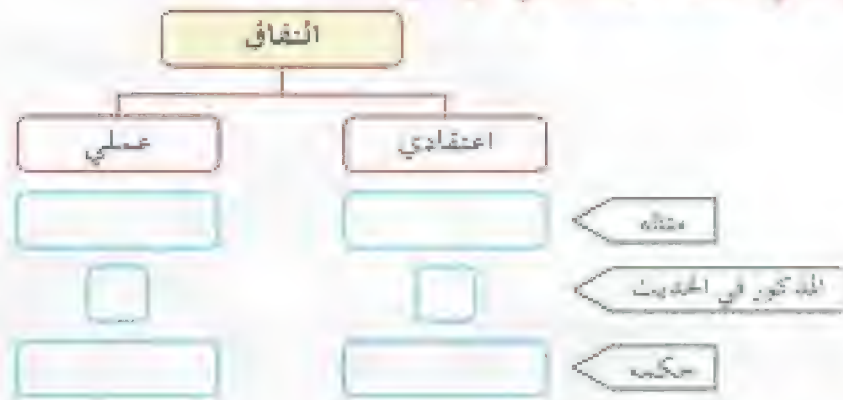 النفاق
اعتقادي
عملي
مثاله
المذكور في الحديث
حكمه